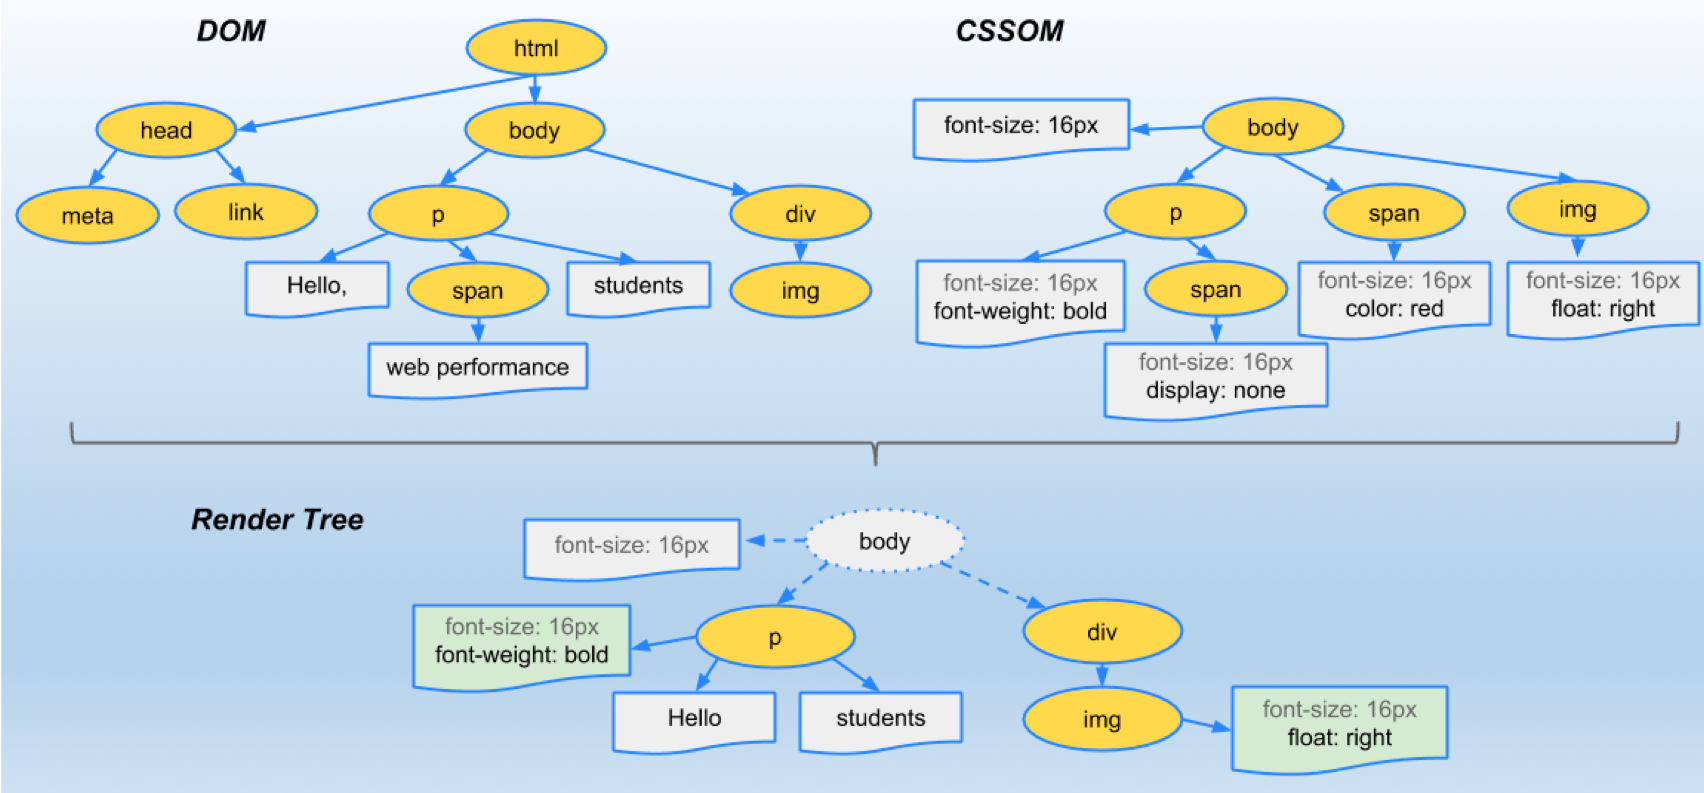 DOM
html
head
body
meta
link
p
div
Hello,
span
students
img
web performance
CSSOM
font-size: 16px
body
p
span
img
font-size: 16px
font-weight: bold
span
font-size: 16px
color: red
font-size: 16px
float: right
font-size: 16px
display: none
Render Tree
font-size: 16px
body
font-size: 16px
font-weight: bold
p
div
Hello
students
img
font-size: 16px
float: right